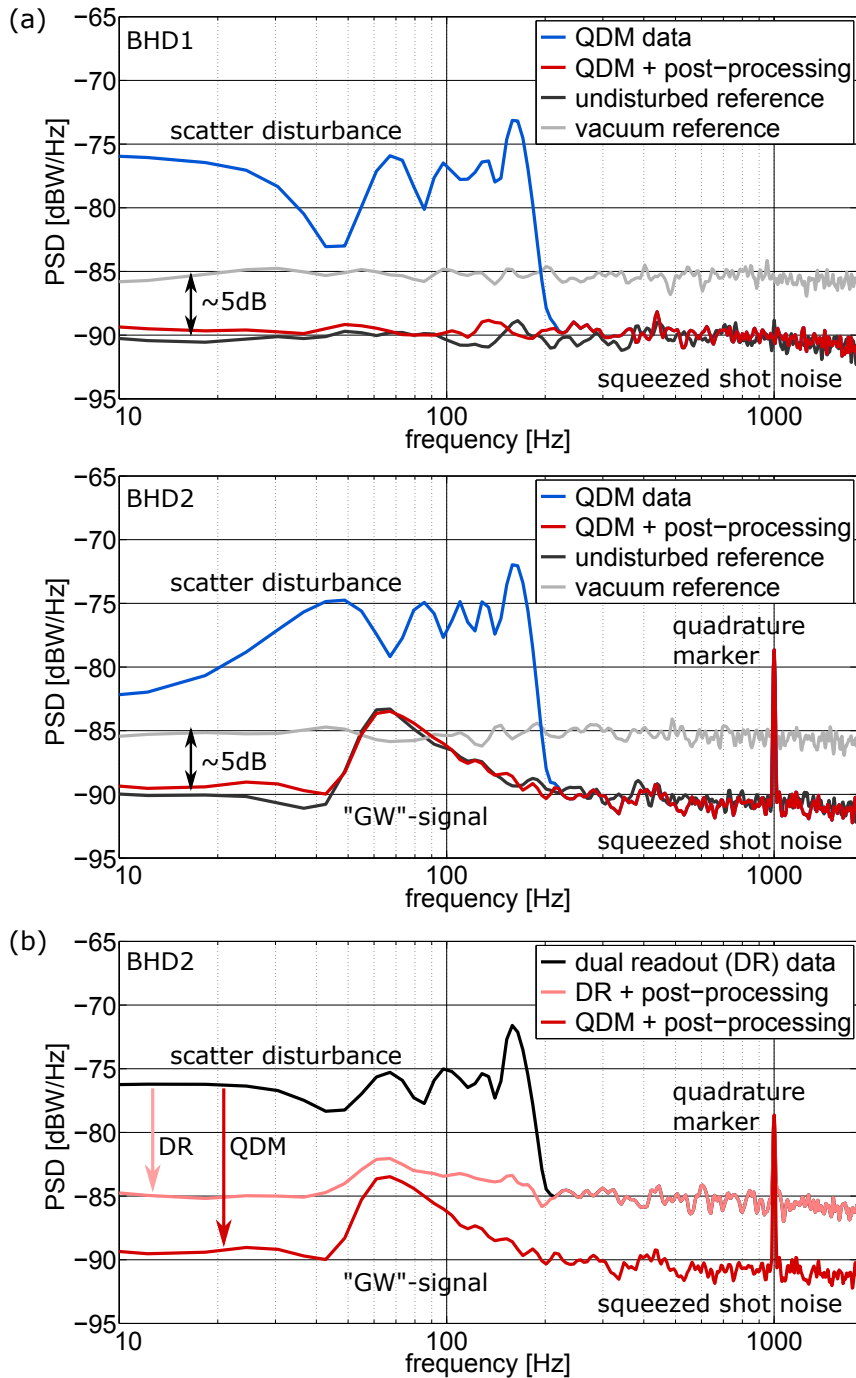 (a)
−65
BHD1
QDM data
QDM + post−processing
undisturbed reference
vacuum reference
−70
scatter disturbance
−75
−80
−85
~5dB
−90
squeezed shot noise
−95
10
100
1000
PSD [dBW/Hz]
frequency [Hz]
−65
BHD2
QDM data
QDM + post−processing
undisturbed reference
vacuum reference
−70
scatter disturbance
−75
quadrature
marker
−80
−85
~5dB
−90
"GW"-signal
squeezed shot noise
−95
10
100
1000
PSD [dBW/Hz]
frequency [Hz]
(b)
−65
BHD2
dual readout (DR) data
DR + post−processing
QDM + post−processing
−70
scatter disturbance
−75
quadrature
marker
DR
QDM
−80
−85
−90
"GW"-signal
squeezed shot noise
−95
10
100
1000
PSD [dBW/Hz]
frequency [Hz]